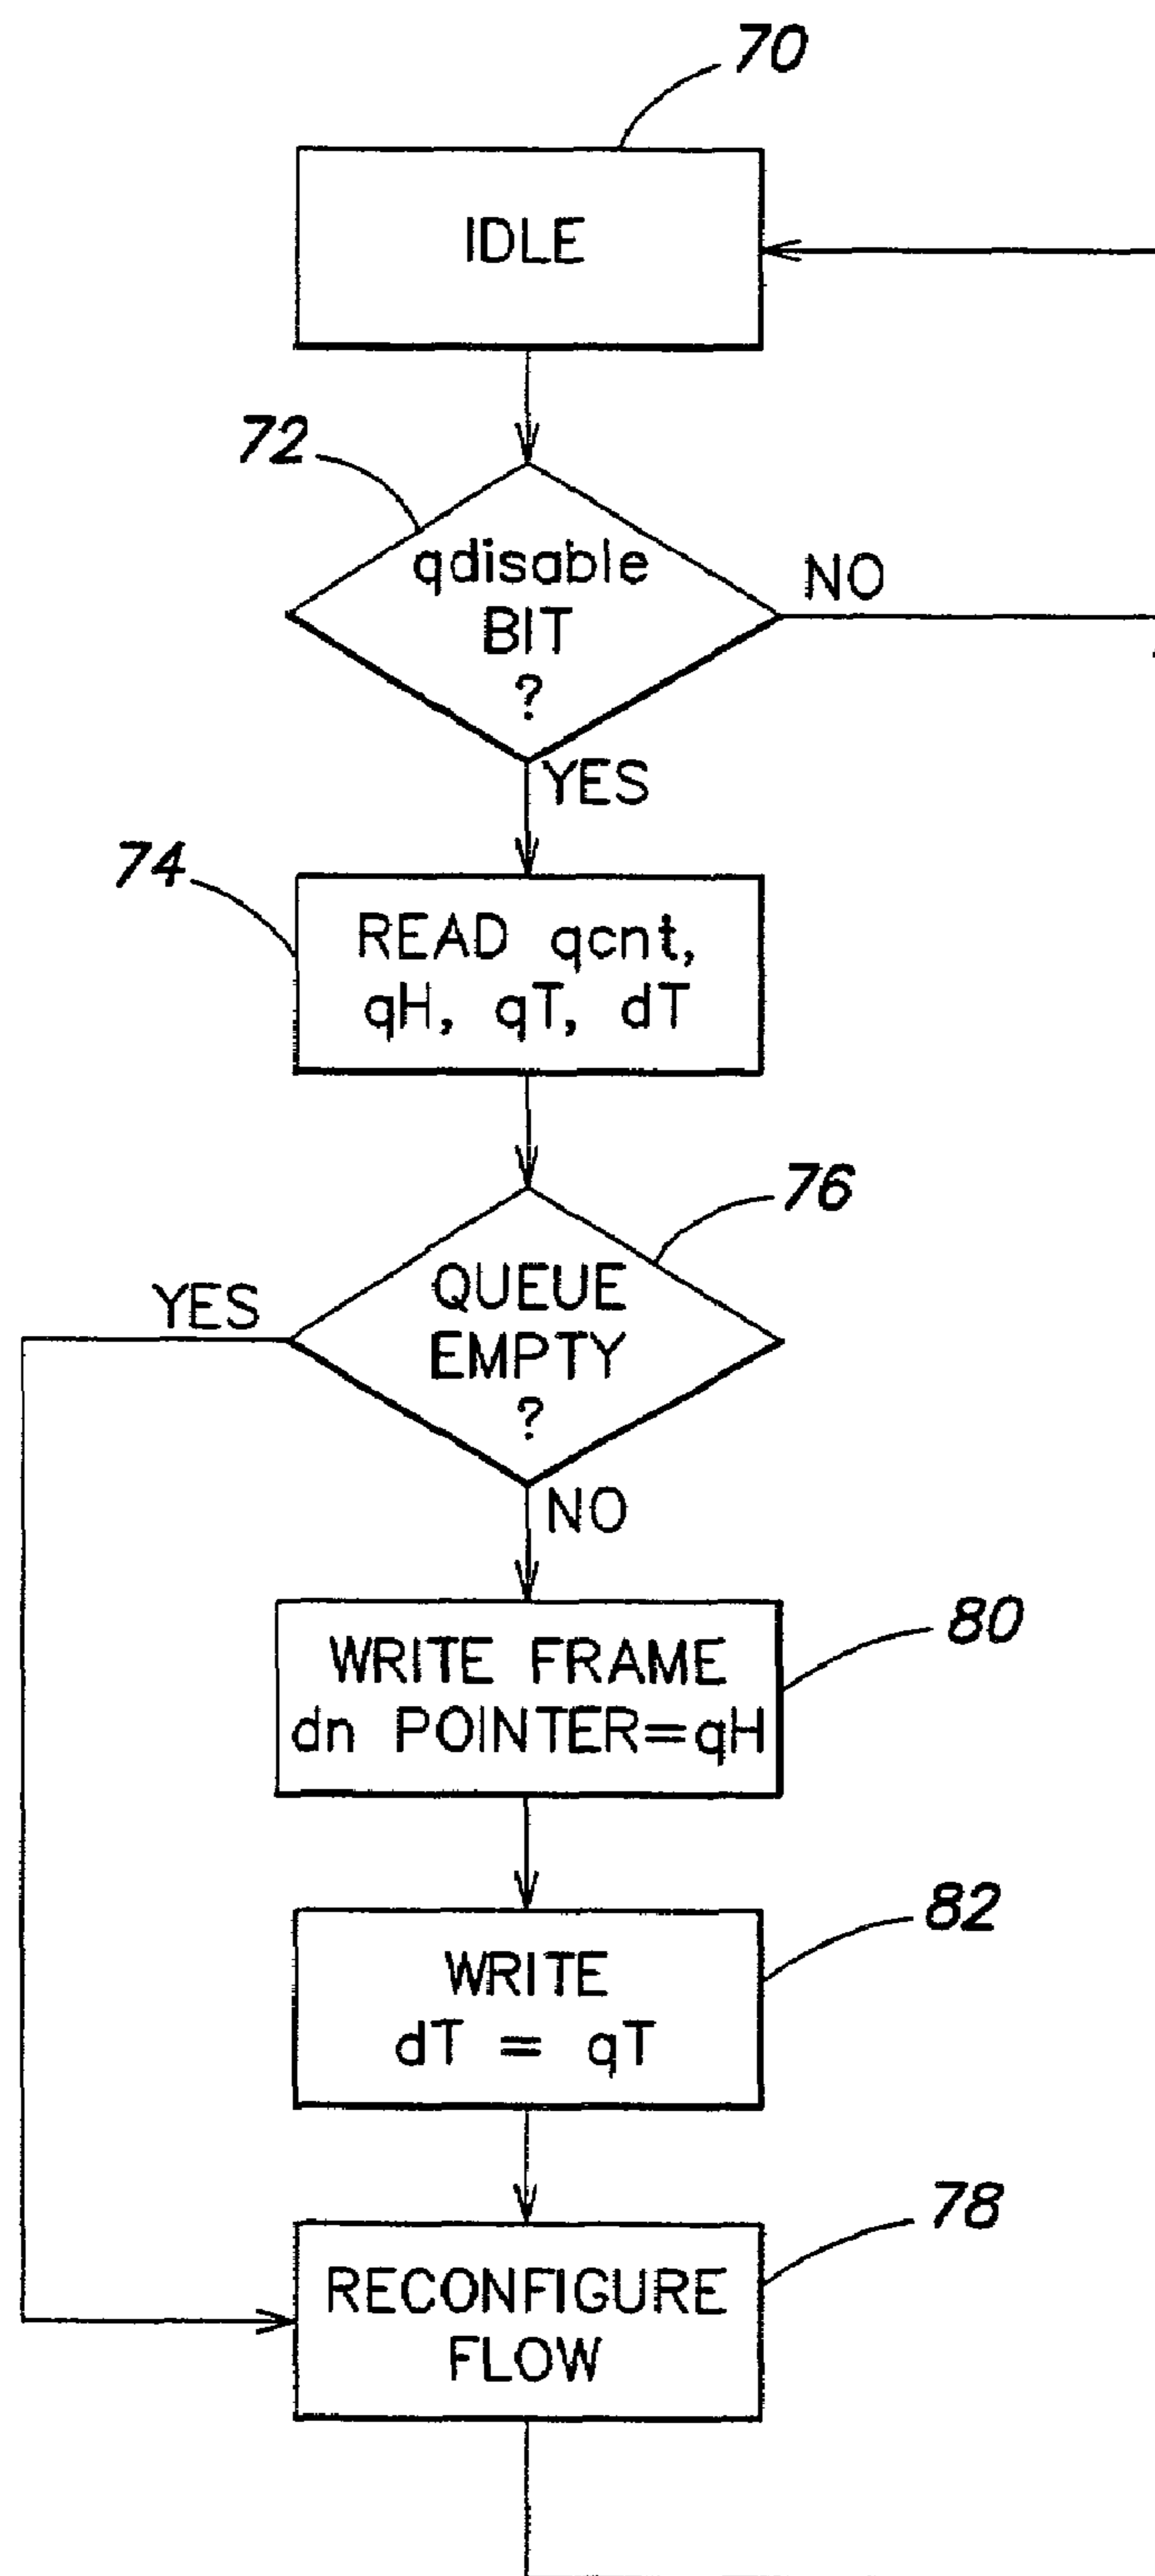 70
IDLE
72
qdisable
BIT
?
NO
YES
74
READ qcnt,
qH, qT, dT
76
QUEUE
EMPTY
?
YES
NO
80
WRITE FRAME
dn POINTER=qH
82
WRITE
dT = qT
78
RECONFIGURE
FLOW